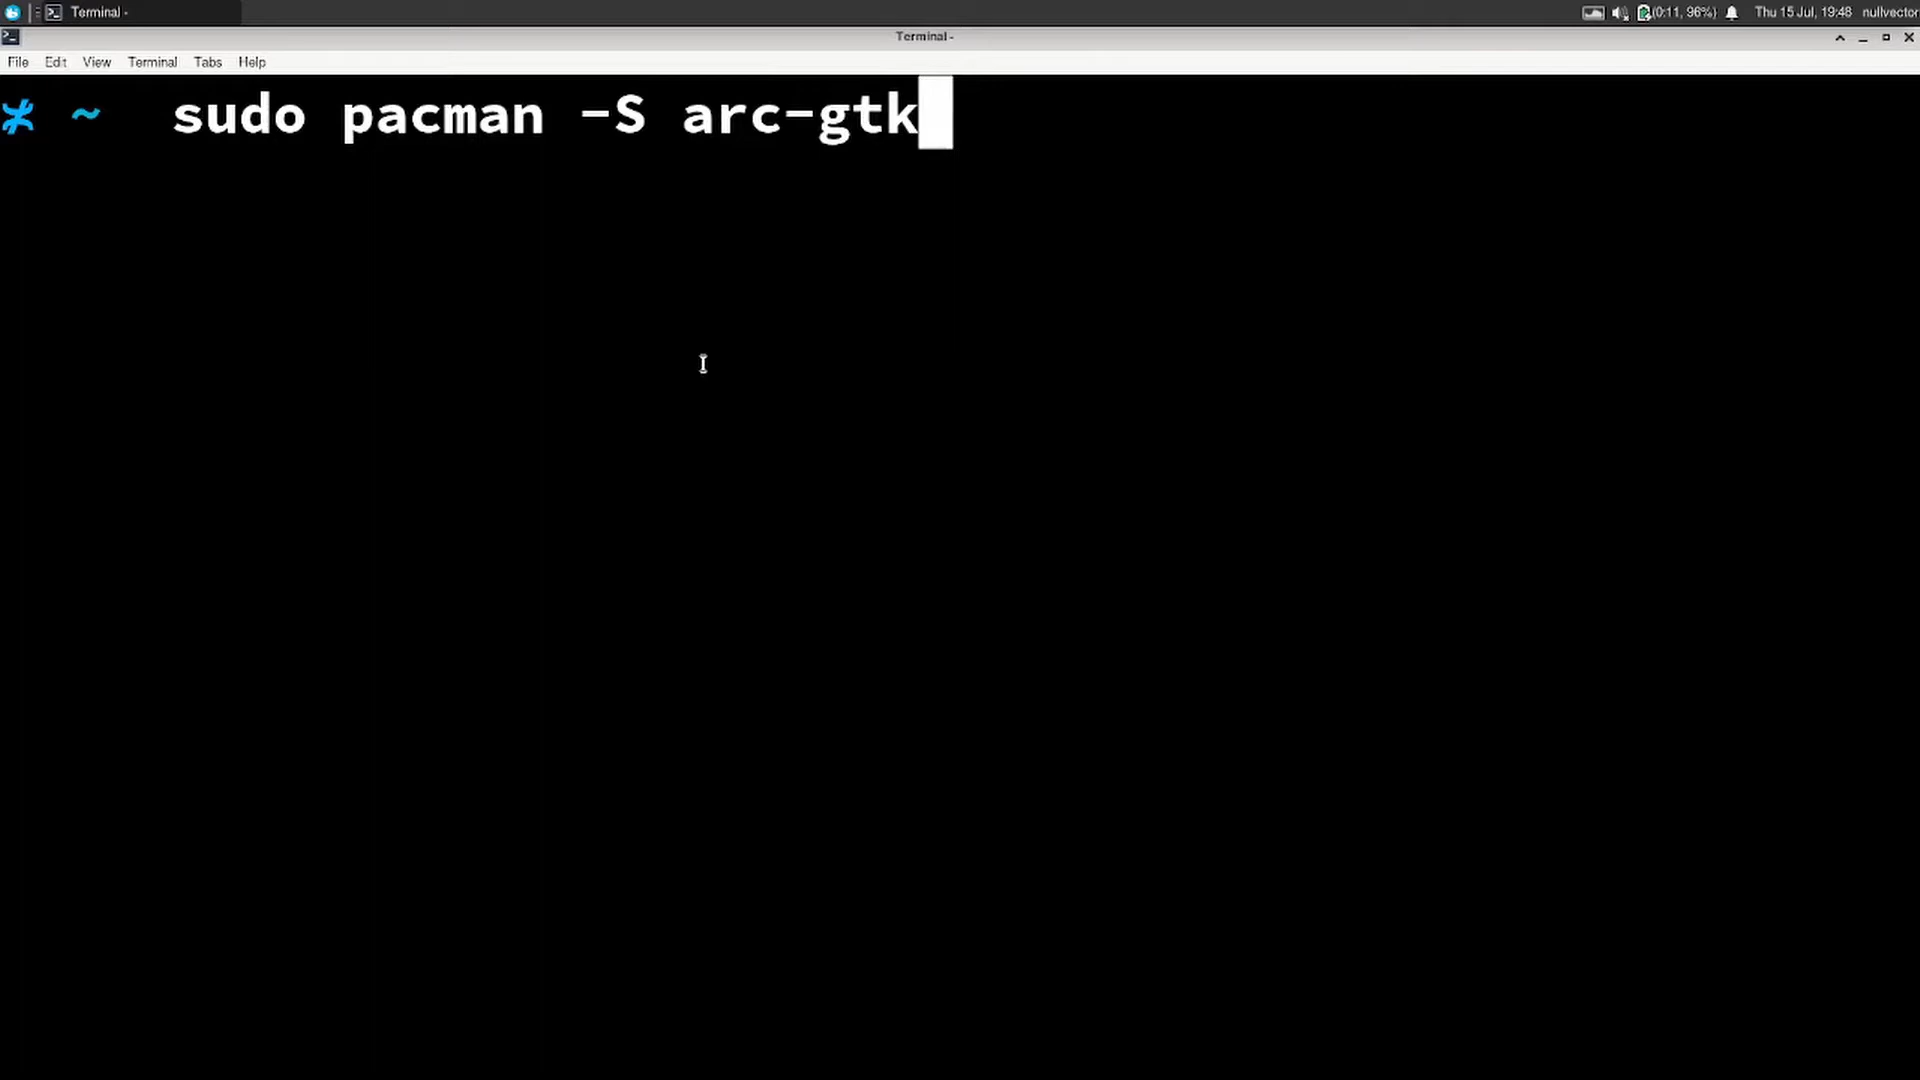 Terminal - (0:11, 96%) Thu 15 Jul, 19:48 nullvector
Terminal -
File Edit View Terminal Tabs Help
~ sudo pacman -S arc-gtk